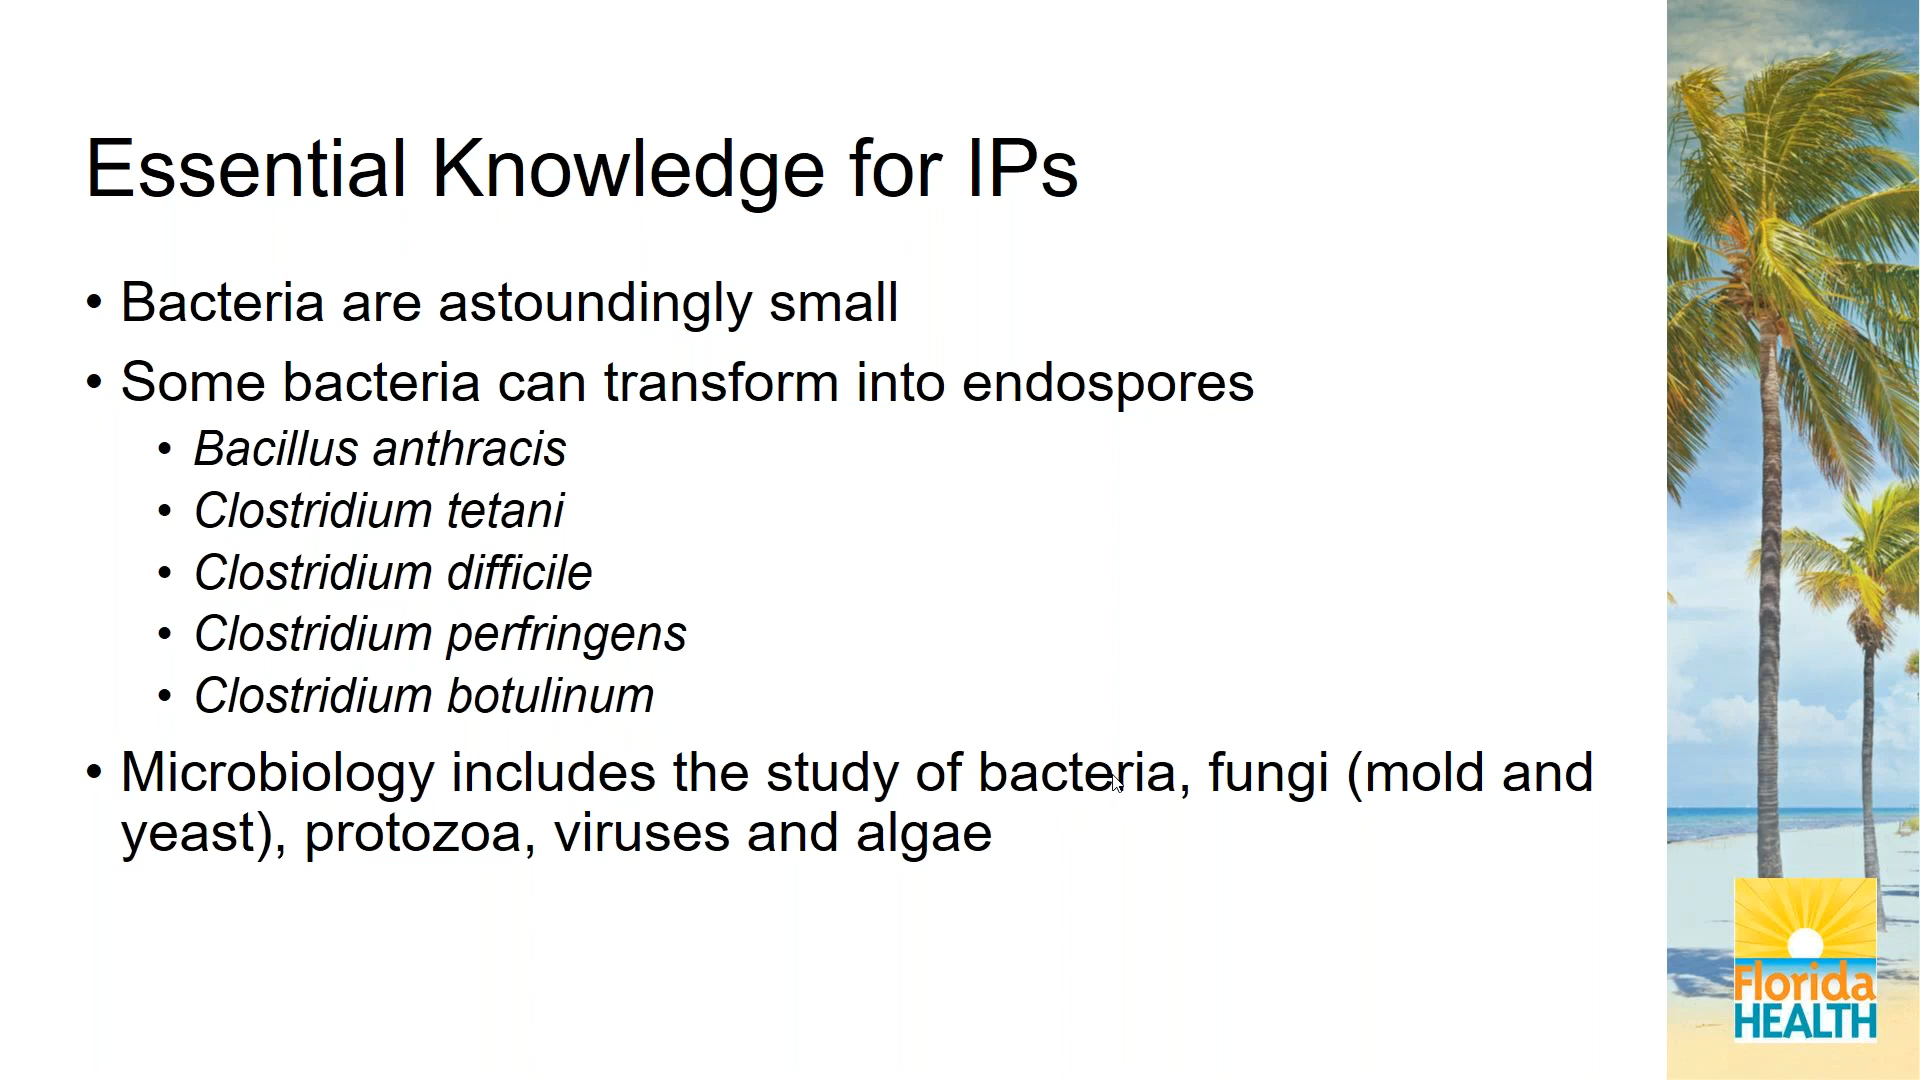 Essential Knowledge for IPs
• Bacteria are astoundingly small
• Some bacteria can transform into endospores
• Bacillus anthracis
• Clostridium tetani
• Clostridium difficile
• Clostridium perfringens
• Clostridium botulinum
• Microbiology includes the study of bacteria, fungi (mold and
yeast), protozoa, viruses and algae
Florida
HEALTH